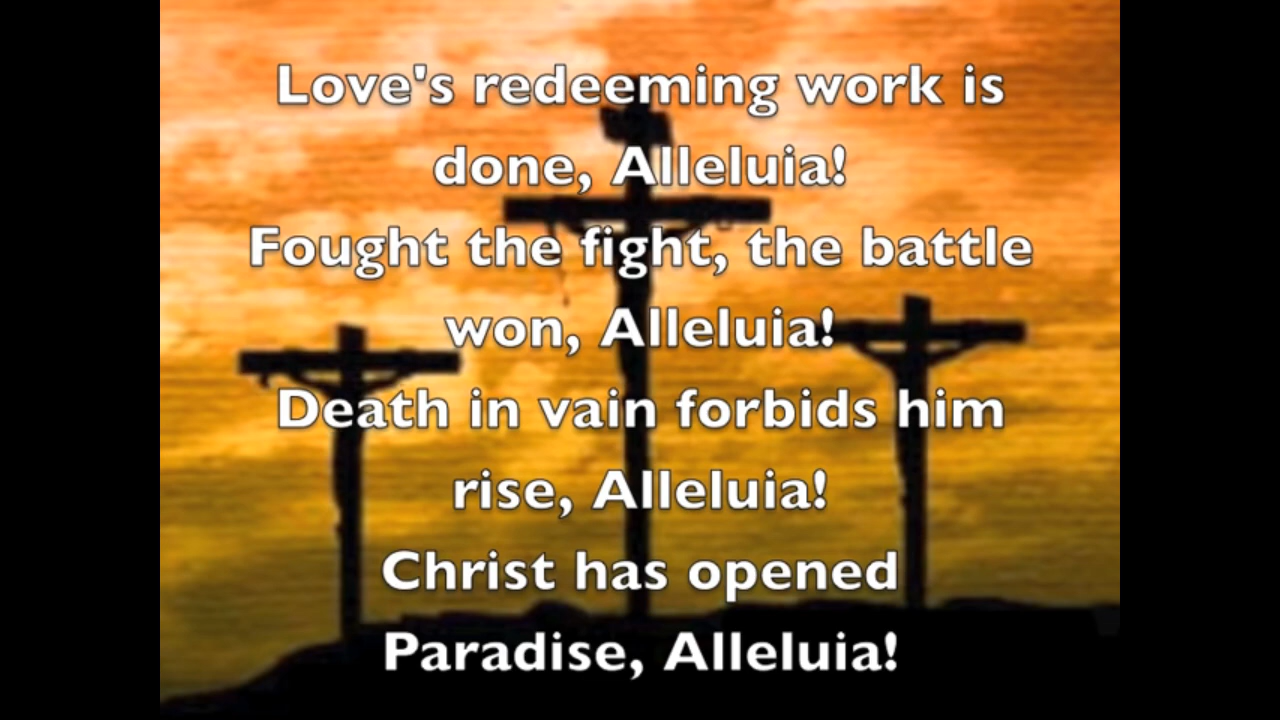 Love's redeeming work is
done, Alleluia!
Fought the fight, the battle
won, Alleluia!
Death in vain forbids him
rise, Alleluia!
Christ has opened
Paradise, Alleluia!